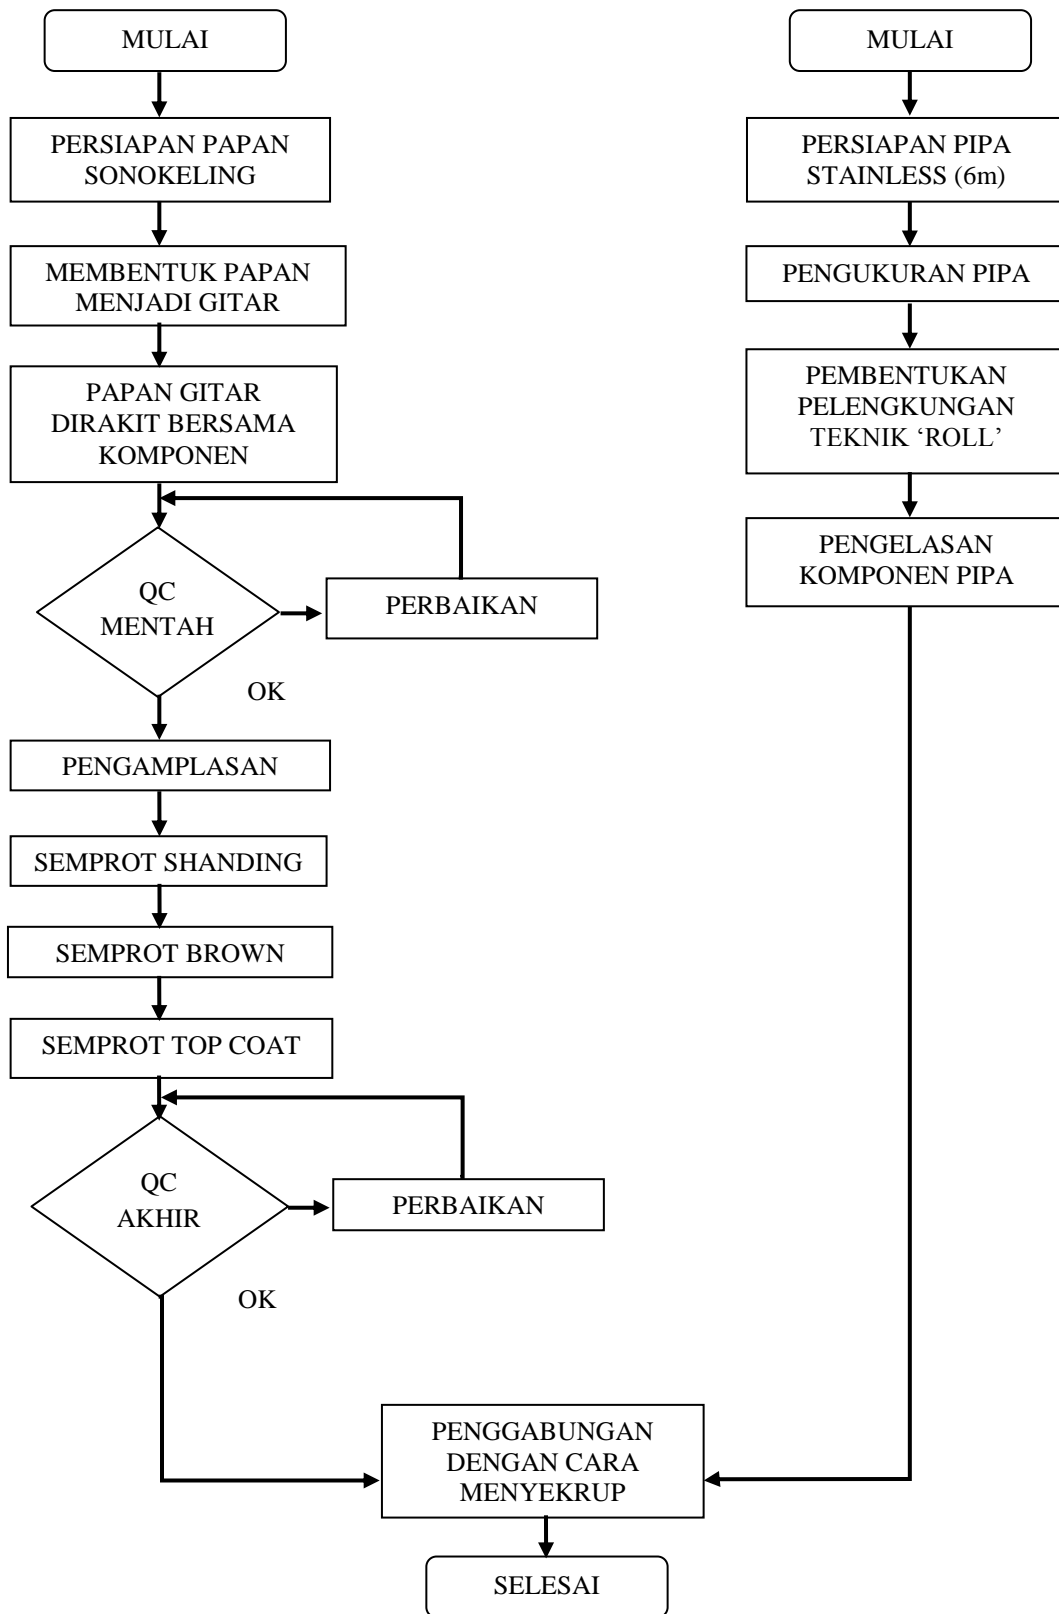 MULAI
PERSIAPAN PAPAN
SONOKELING
MEMBENTUK PAPAN
MENJADI GITAR
PAPAN GITAR
DIRAKIT BERSAMA
KOMPONEN
QC
MENTAH
PERBAIKAN
OK
PENGAMPLASAN
SEMPROT SHANDING
SEMPROT BROWN
SEMPROT TOP COAT
QC
AKHIR
PERBAIKAN
OK
MULAI
PERSIAPAN PIPA
STAINLESS (6m)
PENGUKURAN PIPA
PEMBENTUKAN
PELENGKUNGAN
TEKNIK ‘ROLL’
PENGELASAN
KOMPONEN PIPA
PENGGABUNGAN
DENGAN CARA
MENYEKRUP
SELESAI